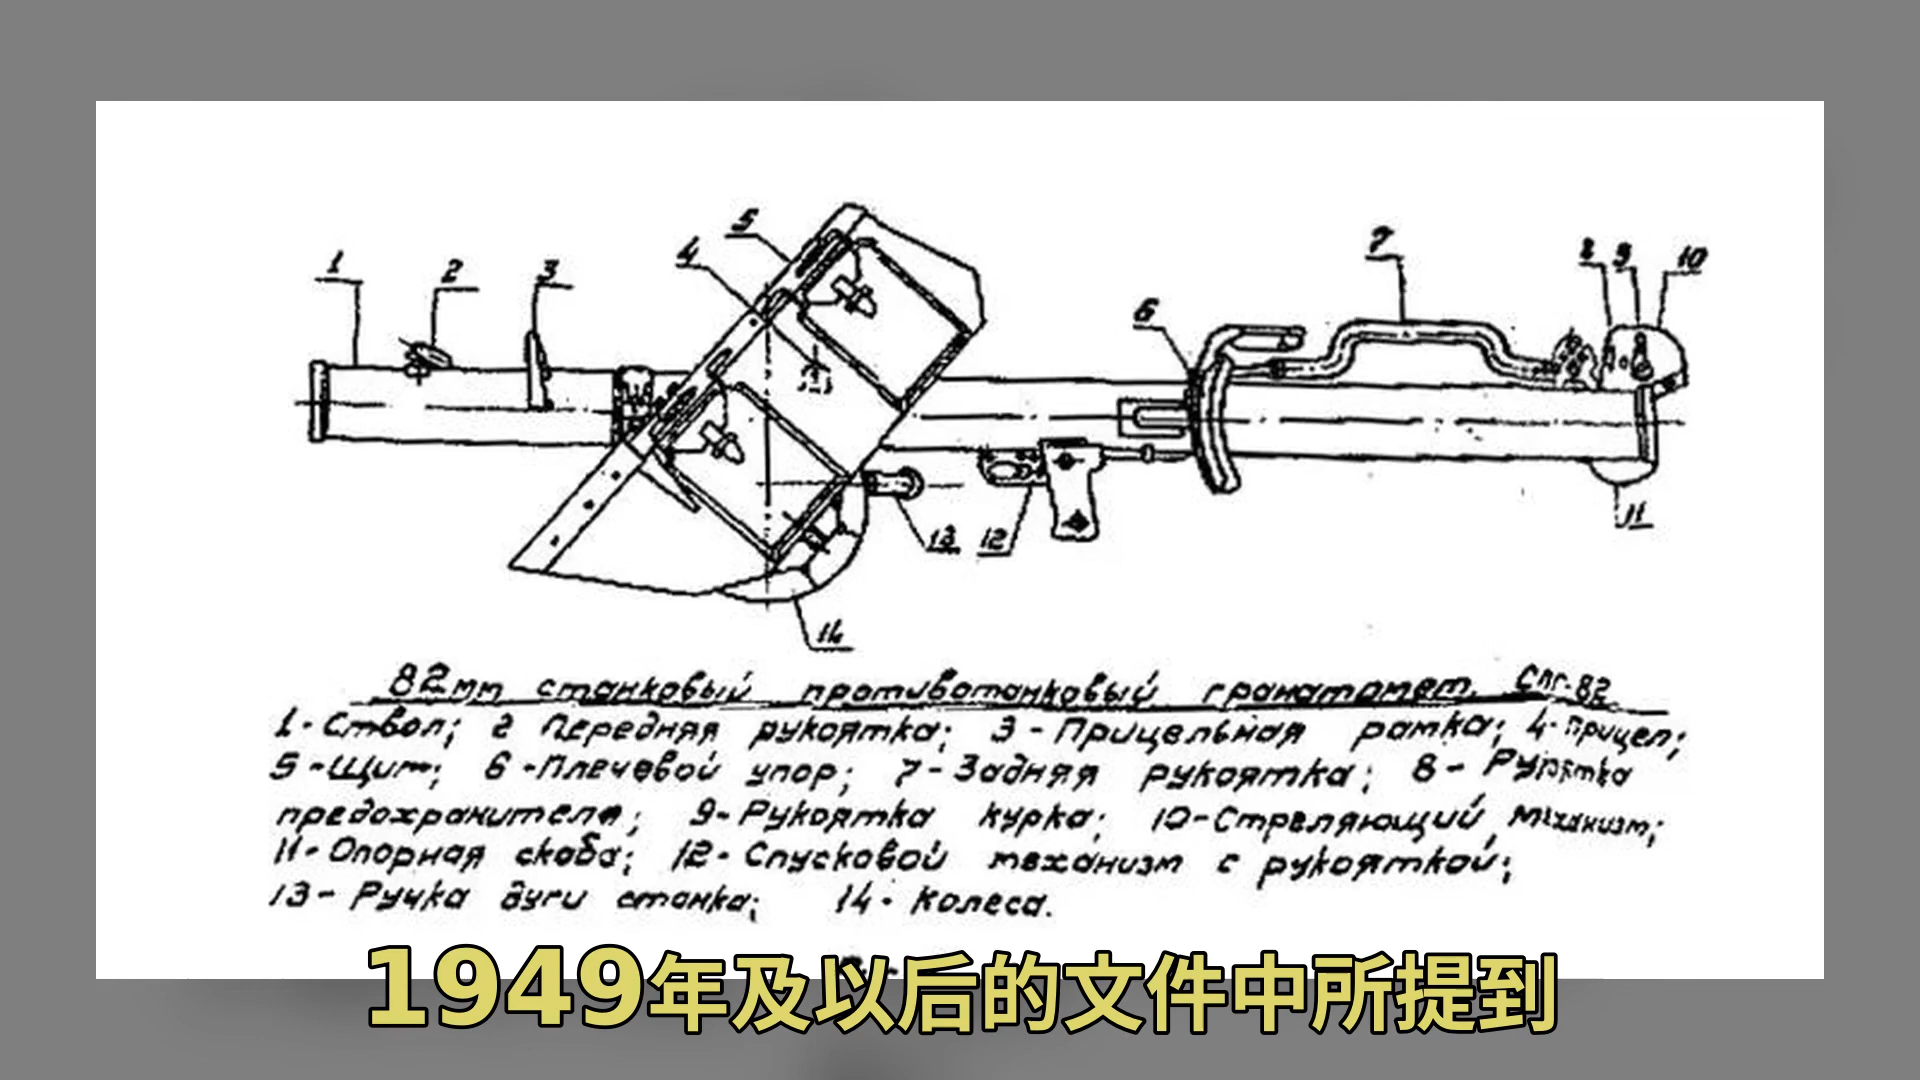 5
7
1
2
3
4
9
10
6
13
12
11
14
82мм станковый противотанковый гранатомет. СПГ-82
1- Ствол; 2 Передняя рукоятка; 3 - Прицельная рамка; 4- Прицел;
5 - Щит; 6 - Плечевой упор; 7 - Задняя рукоятка; 8 - Рукоятка
предохранителя; 9- Рукоятка курка; 10- Стреляющий механизм;
11- Опорная скоба; 12- Спусковой механизм с рукояткой;
13- Ручка дуги станка; 14- Колеса.
1949年及以后的文件中所提到